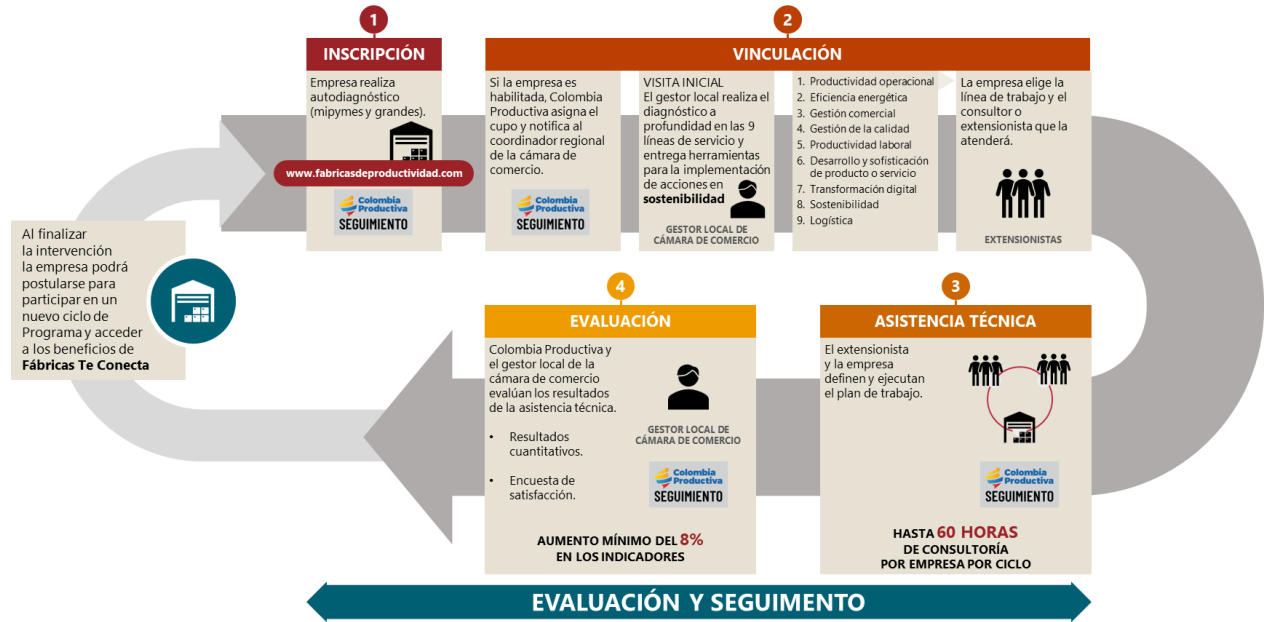 1
INSCRIPCIÓN
Empresa realiza
autodiagnóstico
(mipymes y grandes).
www.fabricasdeproductividad.com
Colombia
Productiva
SEGUIMIENTO
2
VINCULACIÓN
Si la empresa es
habilitada, Colombia
Productiva asigna el
cupo y notifica al
coordinador regional
de la cámara de
comercio.
Colombia
Productiva
SEGUIMIENTO
VISITA INICIAL
El gestor local realiza el
diagnóstico a
profundidad en las 9
líneas de servicio y
entrega herramientas
para la implementación
de acciones en
sostenibilidad
GESTOR LOCAL DE
CÁMARA DE COMERCIO
1. Productividad operacional
2. Eficiencia energética
3. Gestión comercial
4. Gestión de la calidad
5. Productividad laboral
6. Desarrollo y sofisticación
de producto o servicio
7. Transformación digital
8. Sostenibilidad
9. Logística
La empresa elige la
línea de trabajo y el
consultor o
extensionista que la
atenderá.
EXTENSIONISTAS
3
ASISTENCIA TÉCNICA
El extensionista
y la empresa
definen y ejecutan
el plan de trabajo.
Colombia
Productiva
SEGUIMIENTO
HASTA 60 HORAS
DE CONSULTORÍA
POR EMPRESA POR CICLO
4
EVALUACIÓN
Colombia Productiva y
el gestor local de la
cámara de comercio
evalúan los resultados
de la asistencia técnica.
• Resultados
cuantitativos.
• Encuesta de
satisfacción.
GESTOR LOCAL DE
CÁMARA DE COMERCIO
Colombia
Productiva
SEGUIMIENTO
AUMENTO MÍNIMO DEL 8%
EN LOS INDICADORES
Al finalizar
la intervención
la empresa podrá
postularse para
participar en un
nuevo ciclo de
Programa y acceder
a los beneficios de
Fábricas Te Conecta
EVALUACIÓN Y SEGUIMENTO